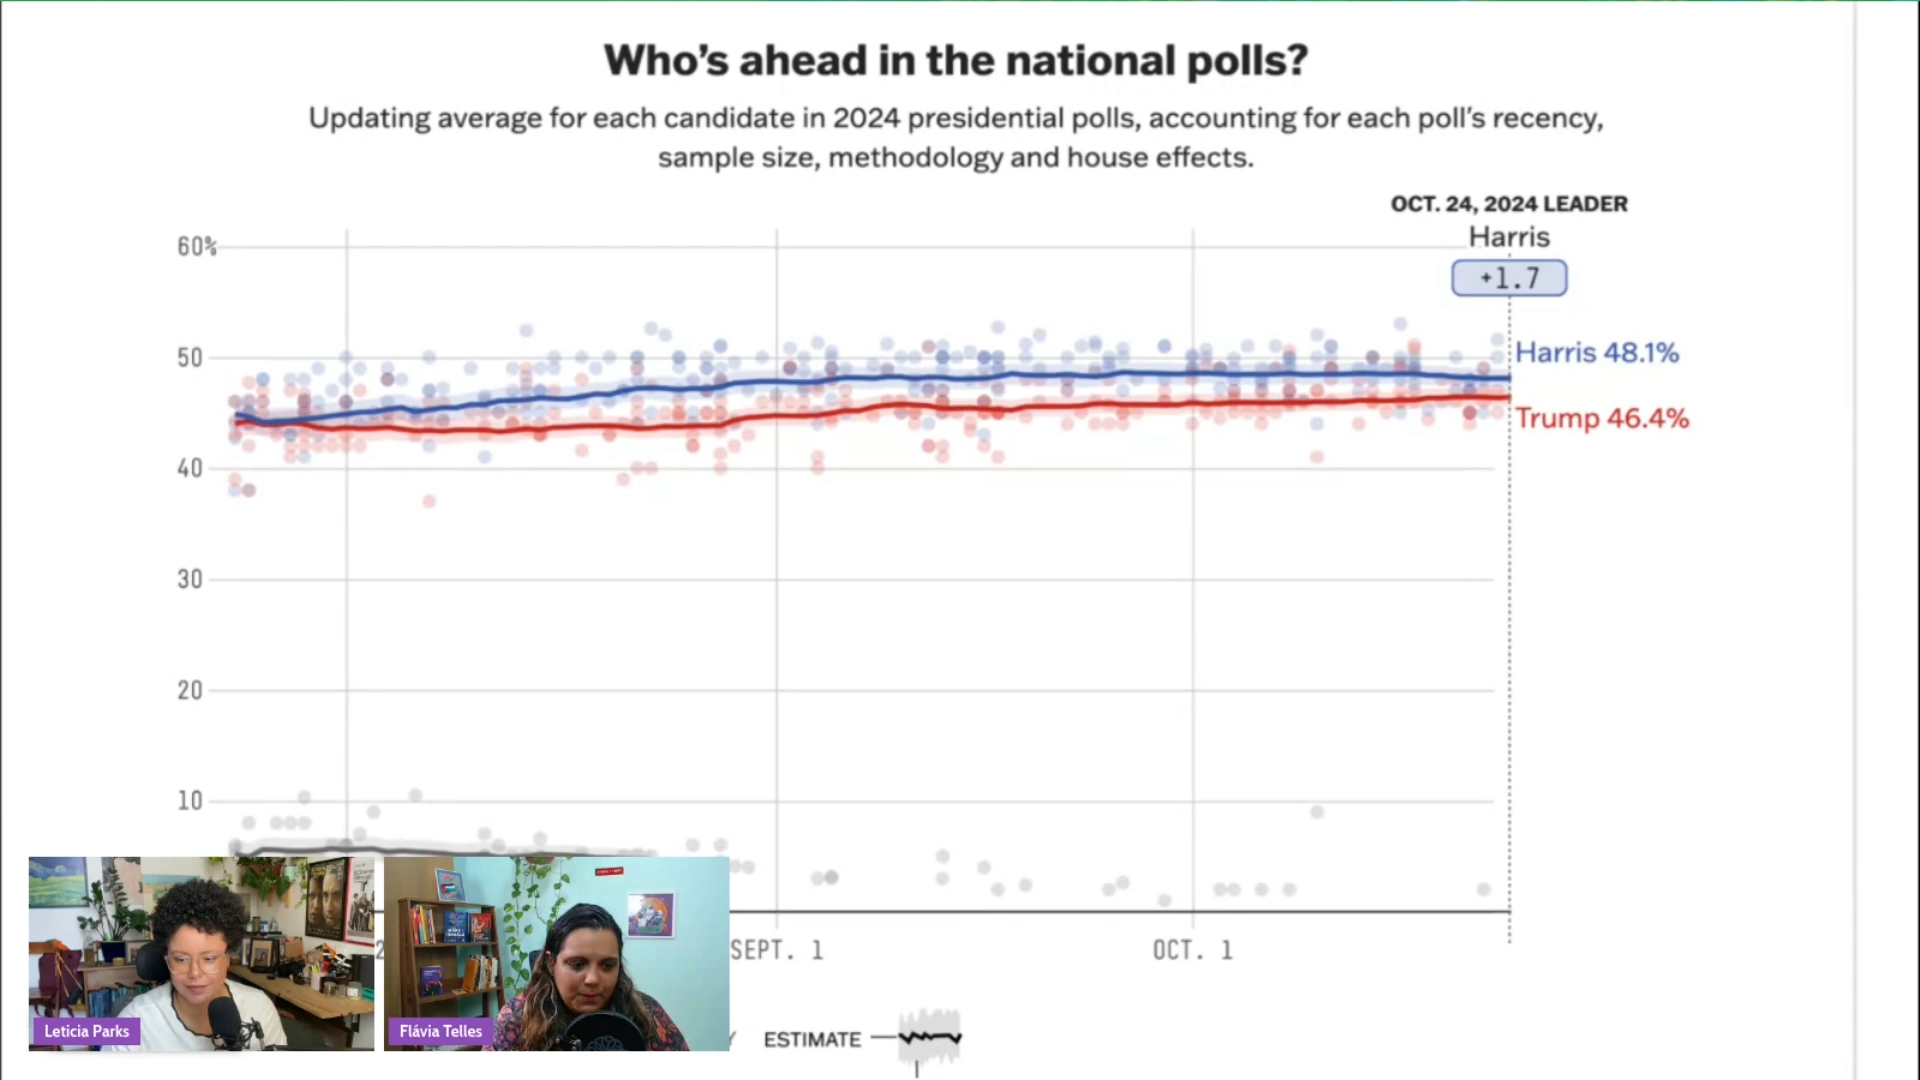 Who's ahead in the national polls?
Updating average for each candidate in 2024 presidential polls, accounting for each poll's recency,
sample size, methodology and house effects.
OCT. 24, 2024 LEADER
Harris
+1.7
60%
50
40
30
20
10
Harris 48.1%
Trump 46.4%
SEPT. 1
OCT. 1
ESTIMATE
Leticia Parks
Flávia Telles